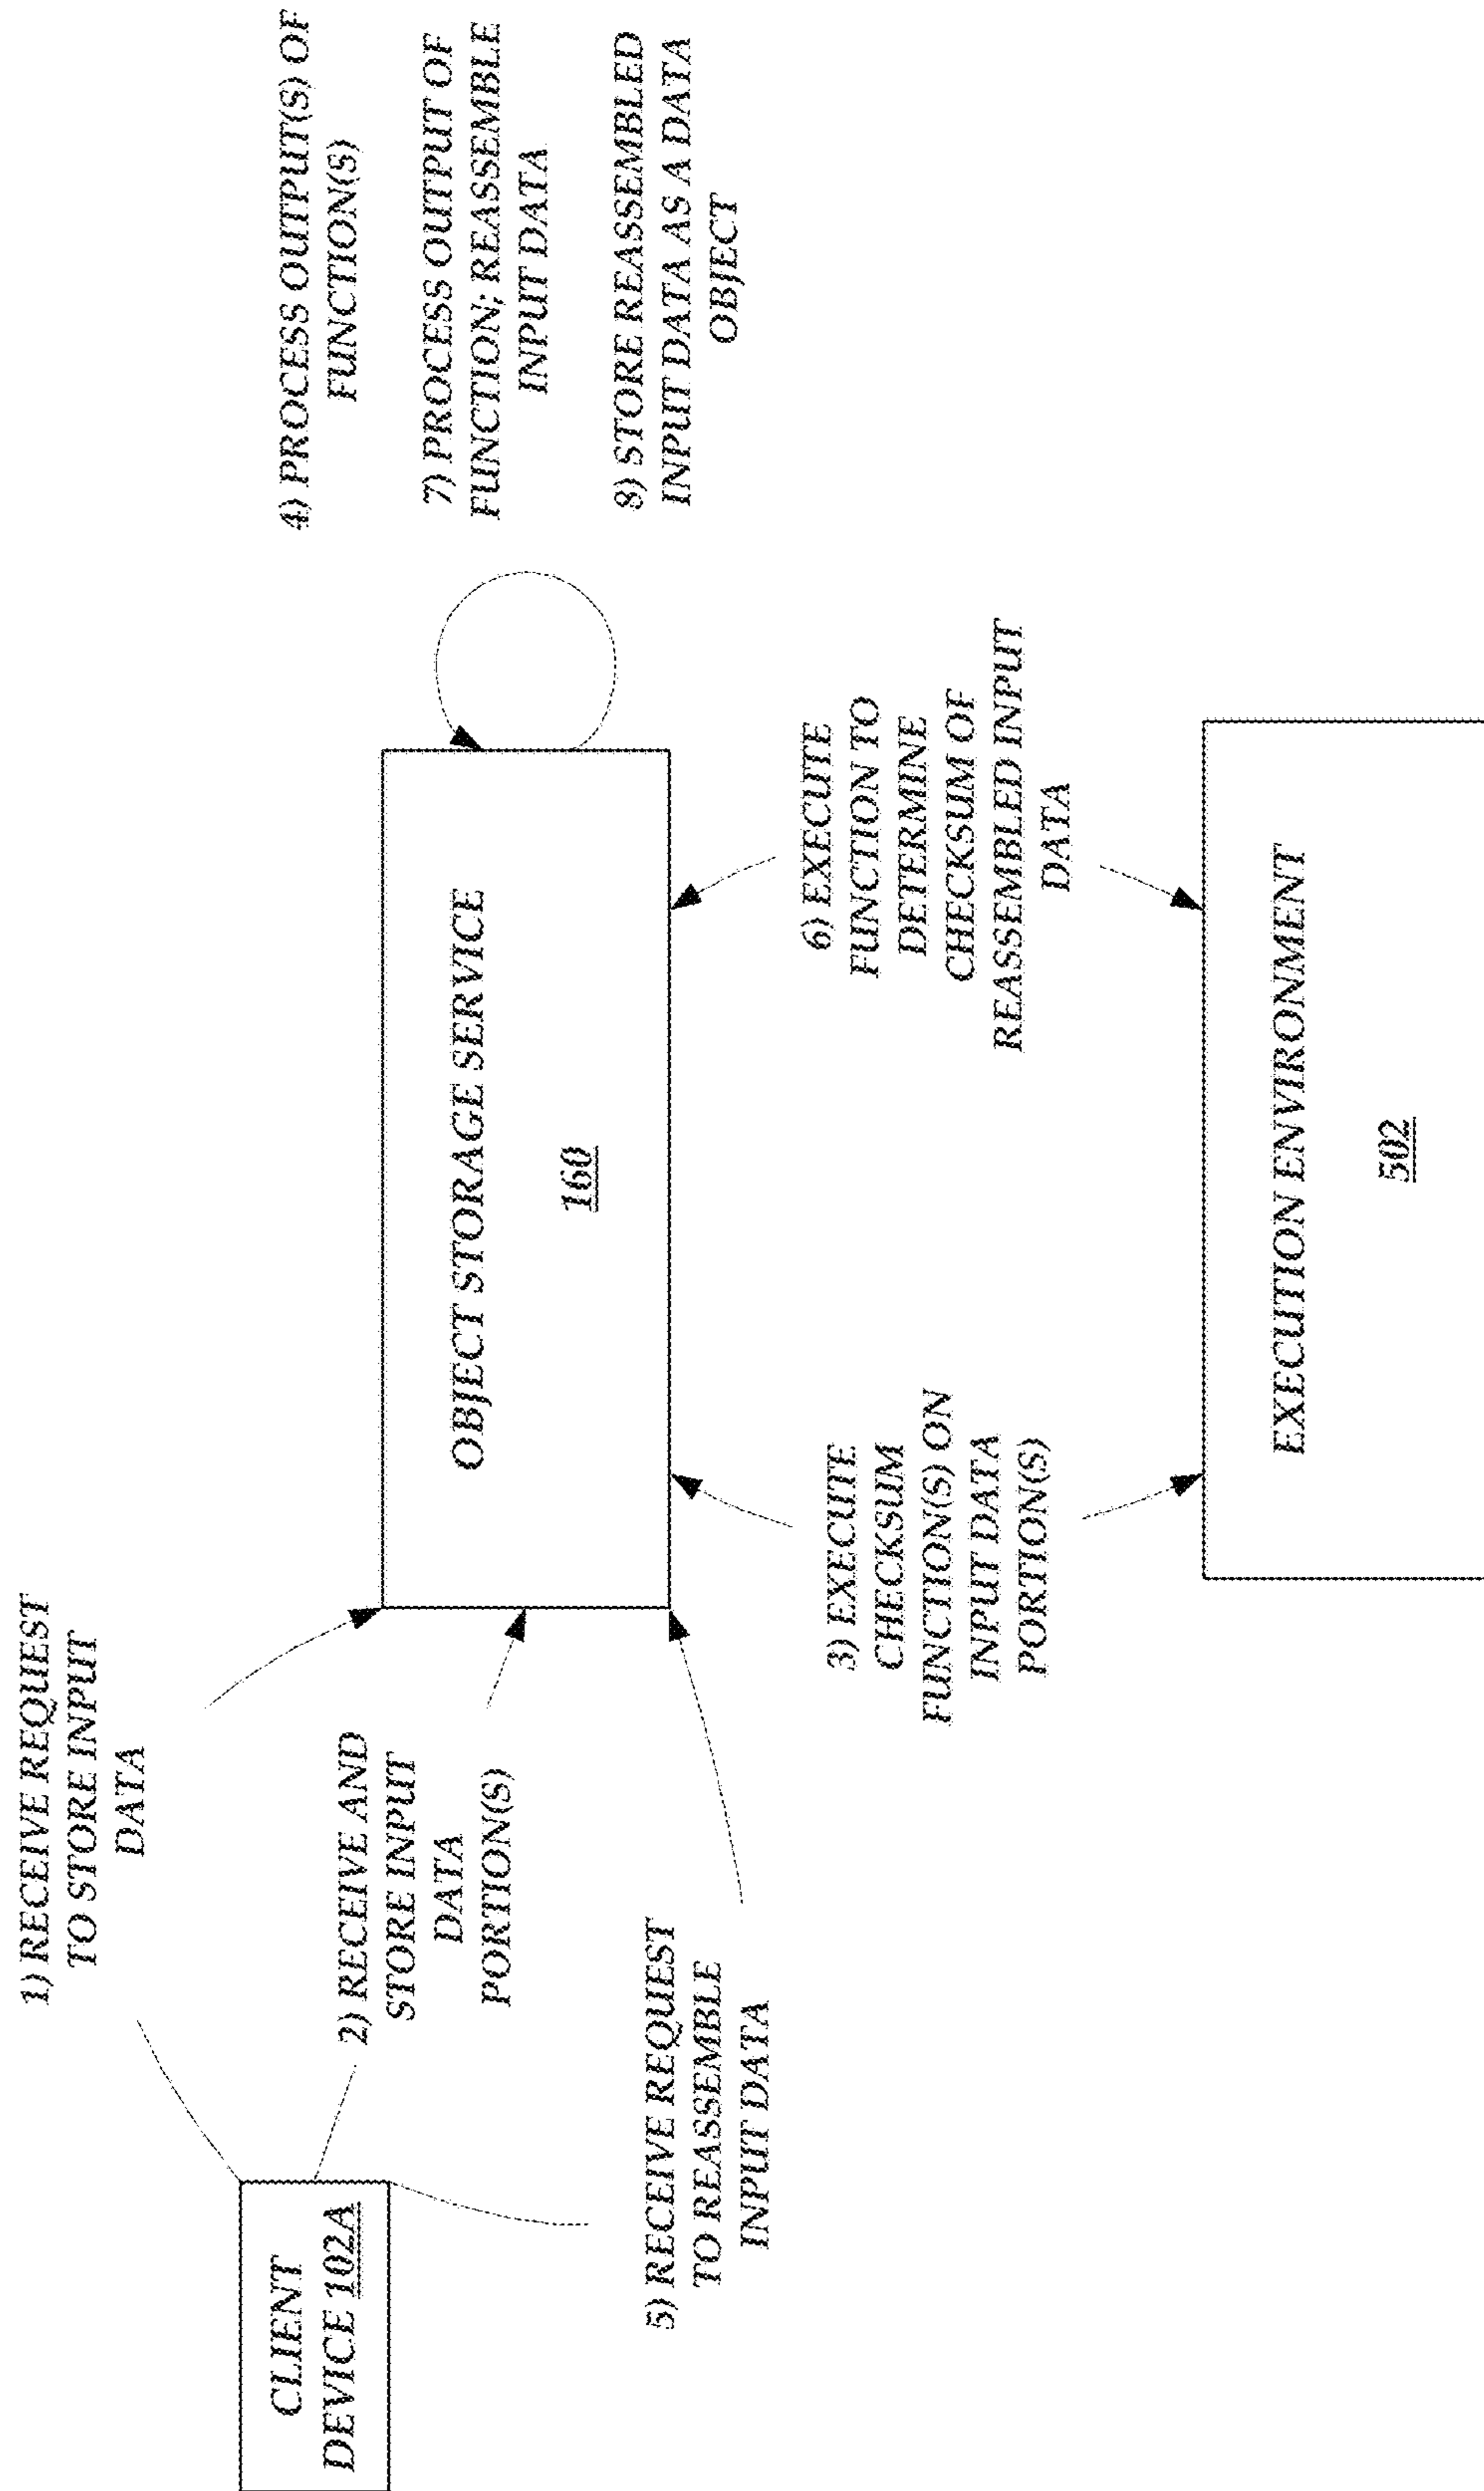 1) RECEIVE REQUEST
TO STORE INPUT
DATA
CLIENT
DEVICE 102A
2) RECEIVE AND
STORE INPUT
DATA
PORTION(S)
5) RECEIVE REQUEST
TO REASSEMBLE
INPUT DATA
OBJECT STORAGE SERVICE
160
4) PROCESS OUTPUT(S) OF
FUNCTION(S)
7) PROCESS OUTPUT OF
FUNCTION; REASSEMBLE
INPUT DATA
8) STORE REASSEMBLED
INPUT DATA AS A DATA
OBJECT
3) EXECUTE
CHECKSUM
FUNCTION(S) ON
INPUT DATA
PORTION(S)
6) EXECUTE
FUNCTION TO
DETERMINE
CHECKSUM OF
REASSEMBLED INPUT
DATA
EXECUTION ENVIRONMENT
502